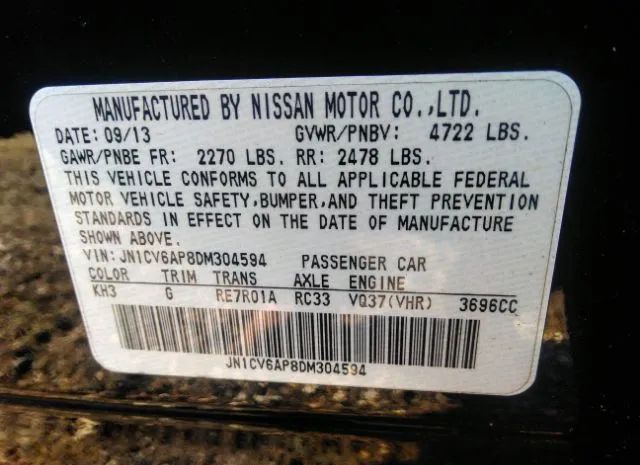 MANUFACTURED BY NISSAN MOTOR CO.,LTD.
DATE: 09/13 GVWR/PNBV: 4722 LBS.
GAWR/PNBE FR: 2270 LBS. RR: 2478 LBS.
THIS VEHICLE CONFORMS TO ALL APPLICABLE FEDERAL
MOTOR VEHICLE SAFETY,BUMPER,AND THEFT PREVENTION
STANDARDS IN EFFECT ON THE DATE OF MANUFACTURE
SHOWN ABOVE.
VIN: JN1CV6AP8DM304594 PASSENGER CAR
COLOR TRIM TRANS AXLE ENGINE
KH3 G RE7R01A RC33 VQ37(VHR) 3696CC
JN1CV6AP8DM304594